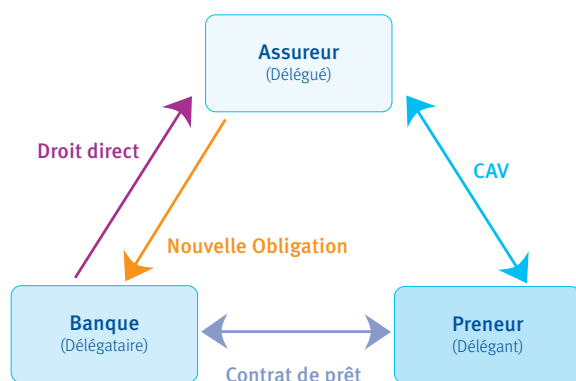 Assureur
(Délégué)
Droit direct
CAV
Nouvelle Obligation
Banque
(Délégataire)
Preneur
(Délégant)
Contrat de prêt